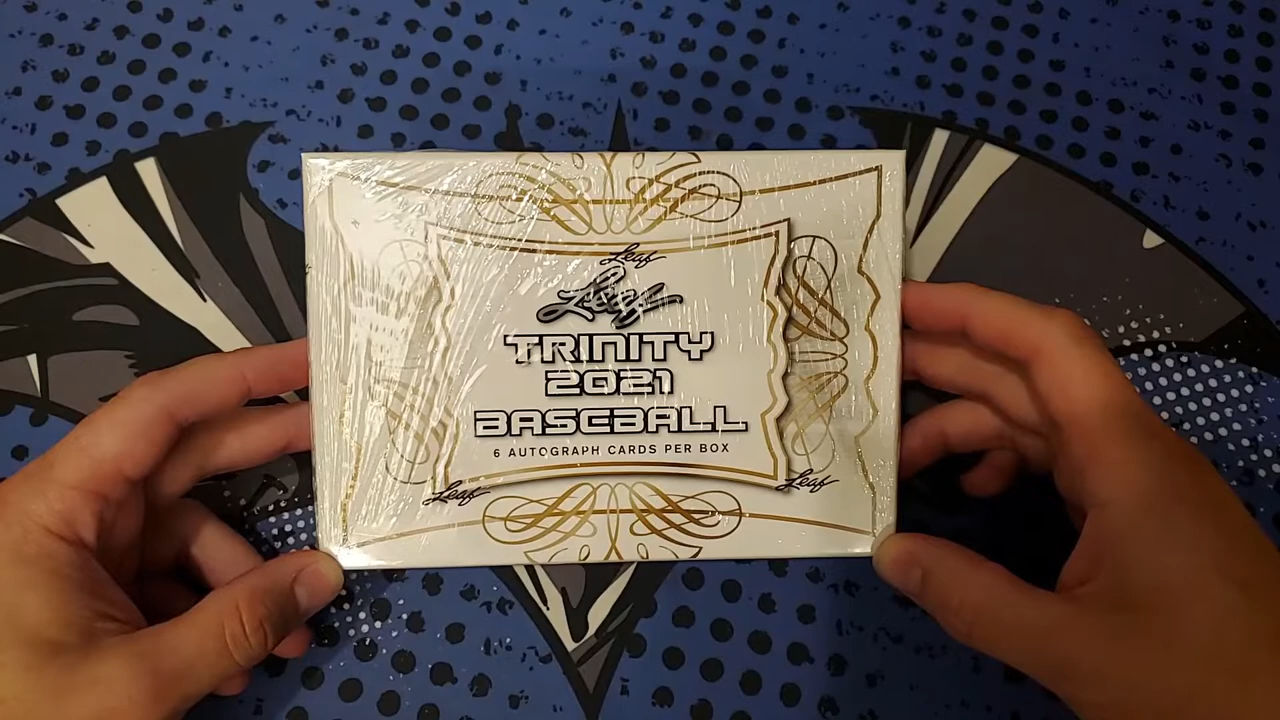 Leaf
Leaf
TRINITY
2021
BASEBALL
6 AUTOGRAPH CARDS PER BOX
Leaf
Leaf